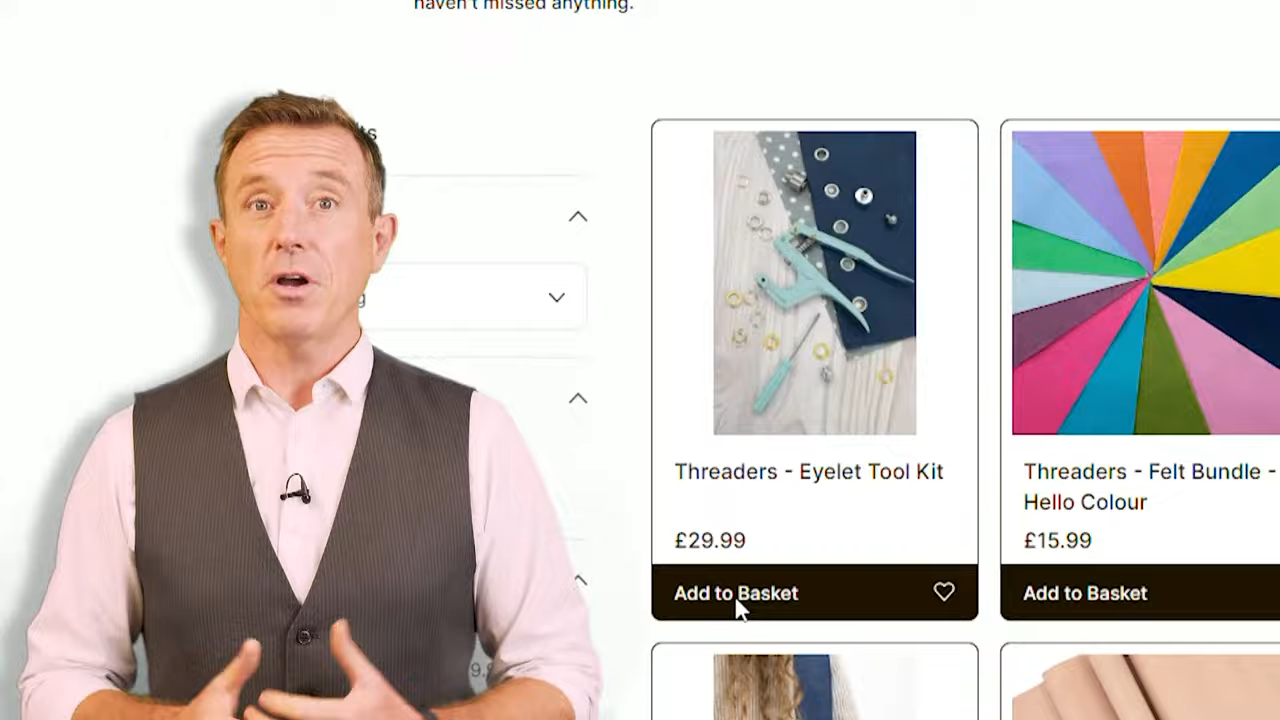 haven't missed anything.
Threaders - Eyelet Tool Kit
£29.99
Add to Basket
Threaders - Felt Bundle -
Hello Colour
£15.99
Add to Basket